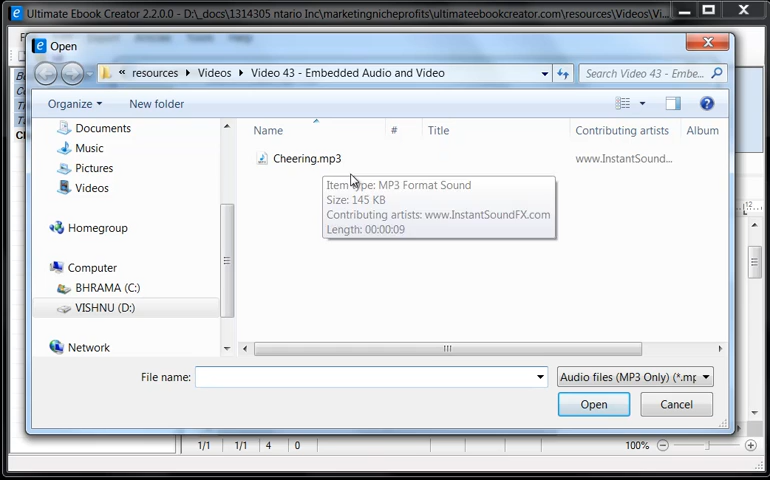 Ultimate Ebook Creator 2.2.0.0 - D:\_docs\1314305 ntario Inc\marketingnicheprofits\ultimateebookcreator.com\resources\Videos\Vi...
Open
« resources Videos Video 43 - Embedded Audio and Video
Search Video 43 - Embe...
Organize New folder
Documents
Music
Pictures
Videos
Homegroup
Computer
BHRAMA (C:)
VISHNU (D:)
Network
Name # Title Contributing artists Album
Cheering.mp3 www.InstantSound...
Item type: MP3 Format Sound
Size: 145 KB
Contributing artists: www.InstantSoundFX.com
Length: 00:00:09
File name: Audio files (MP3 Only) (*.mp
Open Cancel
1/1 1/1 4 0 100%